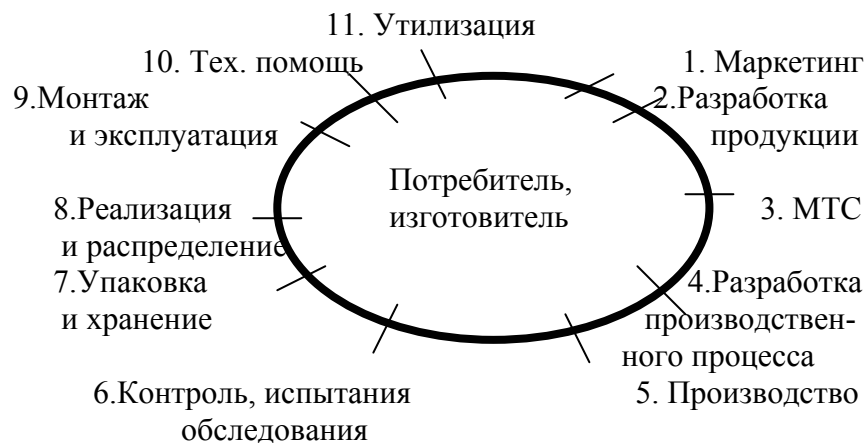 11. Утилизация
10. Тех. помощь
9.Монтаж
и эксплуатация
8.Реализация
и распределение
7.Упаковка
и хранение
6.Контроль, испытания
обследования
1. Маркетинг
2.Разработка
продукции
3. МТС
4.Разработка
производствен-
ного процесса
5. Производство
Потребитель,
изготовитель